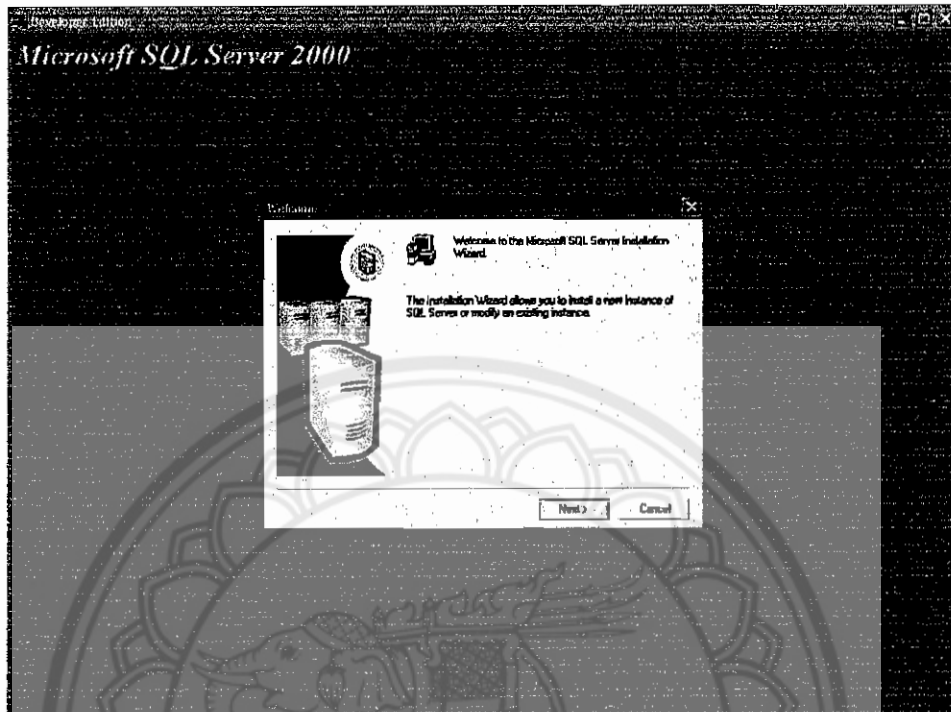 Developer Edition
Microsoft SQL Server 2000
Welcome
Welcome to the Microsoft SQL Server Installation
Wizard.
The Installation Wizard allows you to install a new instance of
SQL Server or modify an existing instance.
Next >
Cancel